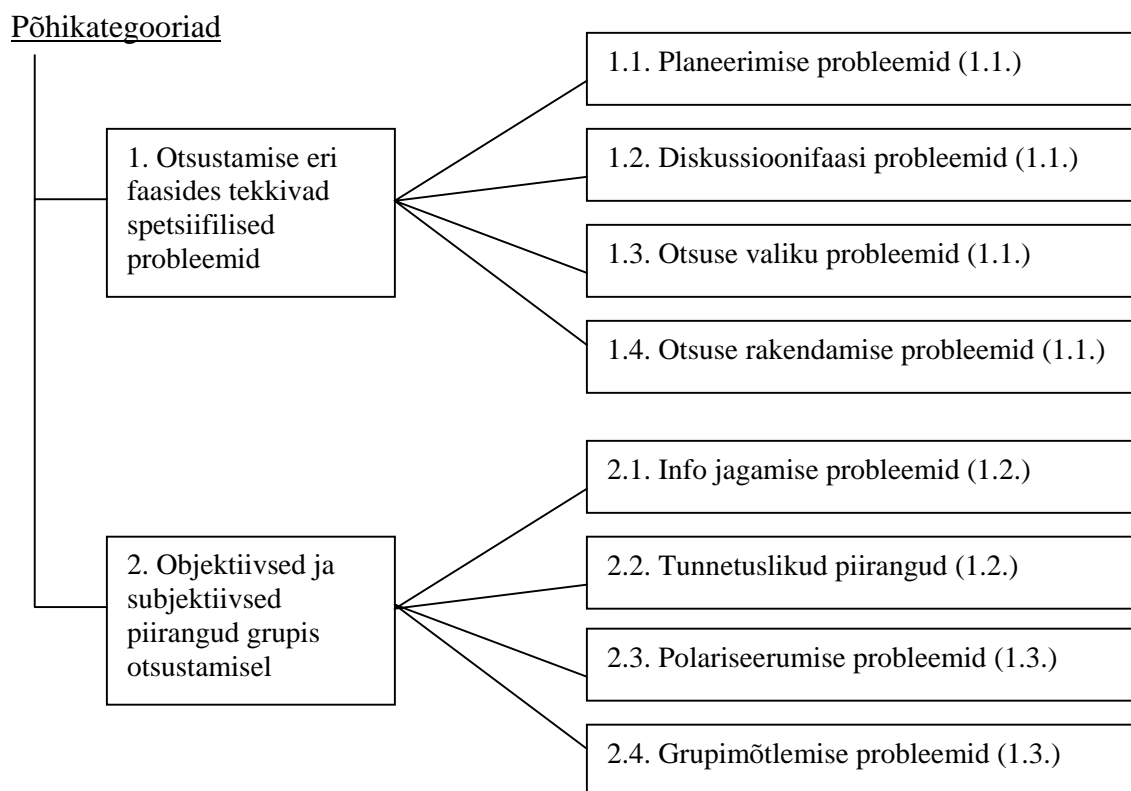 Põhikategooriad
1. Otsustamise eri
faasides tekkivad
spetsiifilised
probleemid
1.1. Planeerimise probleemid (1.1.)
1.2. Diskussioonifaasi probleemid (1.1.)
1.3. Otsuse valiku probleemid (1.1.)
1.4. Otsuse rakendamise probleemid (1.1.)
2. Objektiivsed ja
subjektiivsed
piirangud grupis
otsustamisel
2.1. Info jagamise probleemid (1.2.)
2.2. Tunnetuslikud piirangud (1.2.)
2.3. Polariseerumise probleemid (1.3.)
2.4. Grupimõtlemise probleemid (1.3.)